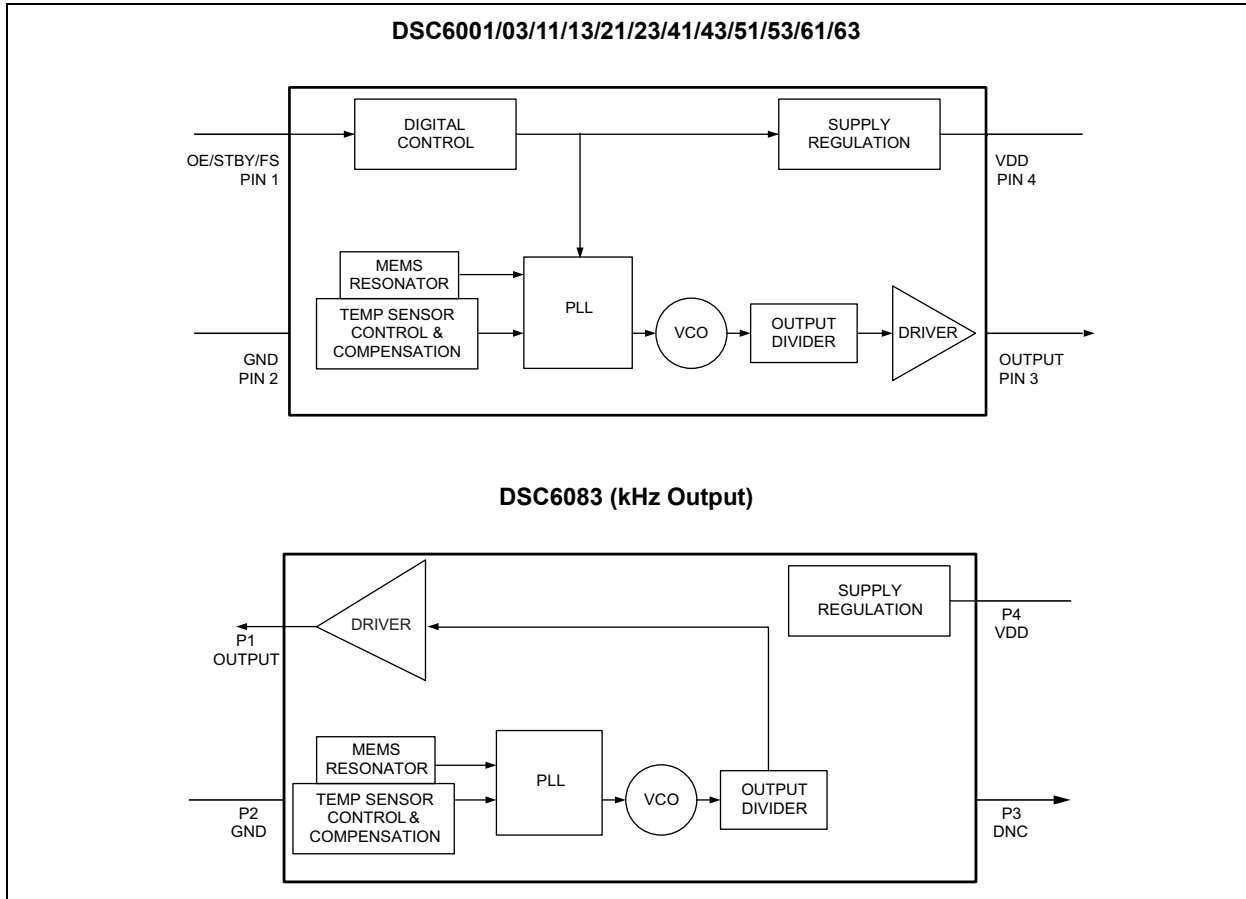 DSC6001/03/11/13/21/23/41/43/51/53/61/63
DIGITAL
CONTROL
SUPPLY
REGULATION
OE/STBY/FS
PIN 1
VDD
PIN 4
MEMS
RESONATOR
TEMP SENSOR
CONTROL &
COMPENSATION
PLL
VCO
OUTPUT
DIVIDER
DRIVER
GND
PIN 2
OUTPUT
PIN 3
DSC6083 (kHz Output)
DRIVER
SUPPLY
REGULATION
P1
OUTPUT
P4
VDD
MEMS
RESONATOR
TEMP SENSOR
CONTROL &
COMPENSATION
PLL
VCO
OUTPUT
DIVIDER
P2
GND
P3
DNC